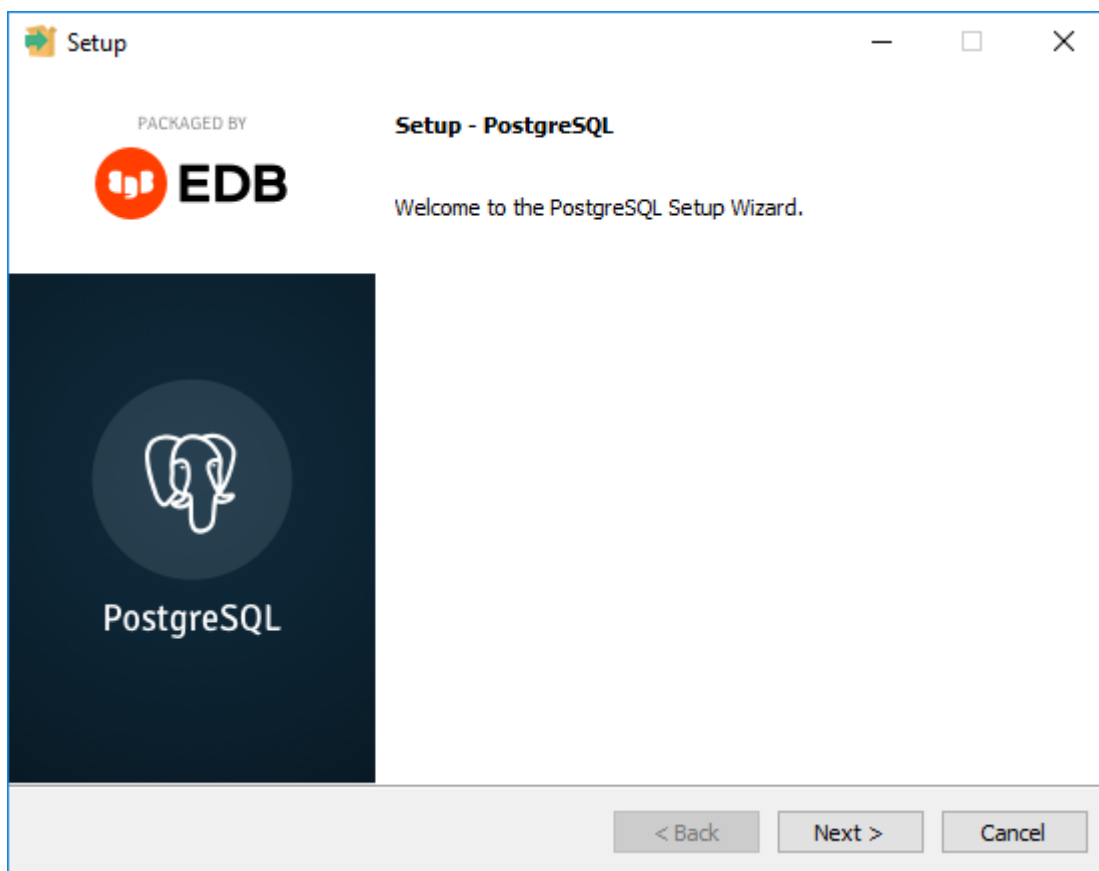 Setup
PACKAGED BY
EDB
Setup - PostgreSQL
Welcome to the PostgreSQL Setup Wizard.
PostgreSQL
< Back
Next >
Cancel